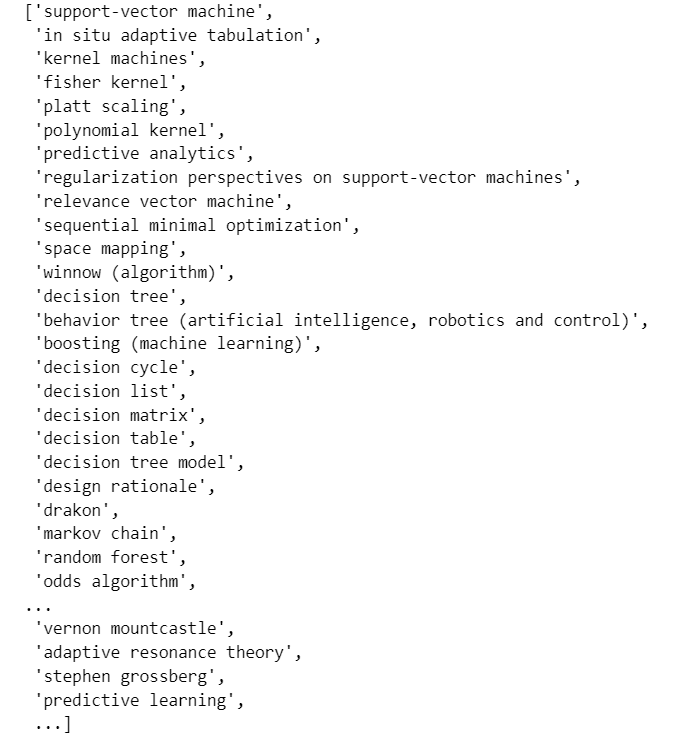 ['support-vector machine',
'in situ adaptive tabulation',
'kernel machines',
'fisher kernel',
'platt scaling',
'polynomial kernel',
'predictive analytics',
'regularization perspectives on support-vector machines',
'relevance vector machine',
'sequential minimal optimization',
'space mapping',
'winnow (algorithm)',
'decision tree',
'behavior tree (artificial intelligence, robotics and control)',
'boosting (machine learning)',
'decision cycle',
'decision list',
'decision matrix',
'decision table',
'decision tree model',
'design rationale',
'drakon',
'markov chain',
'random forest',
'odds algorithm',
...
'vernon mountcastle',
'adaptive resonance theory',
'stephen grossberg',
'predictive learning',
...]